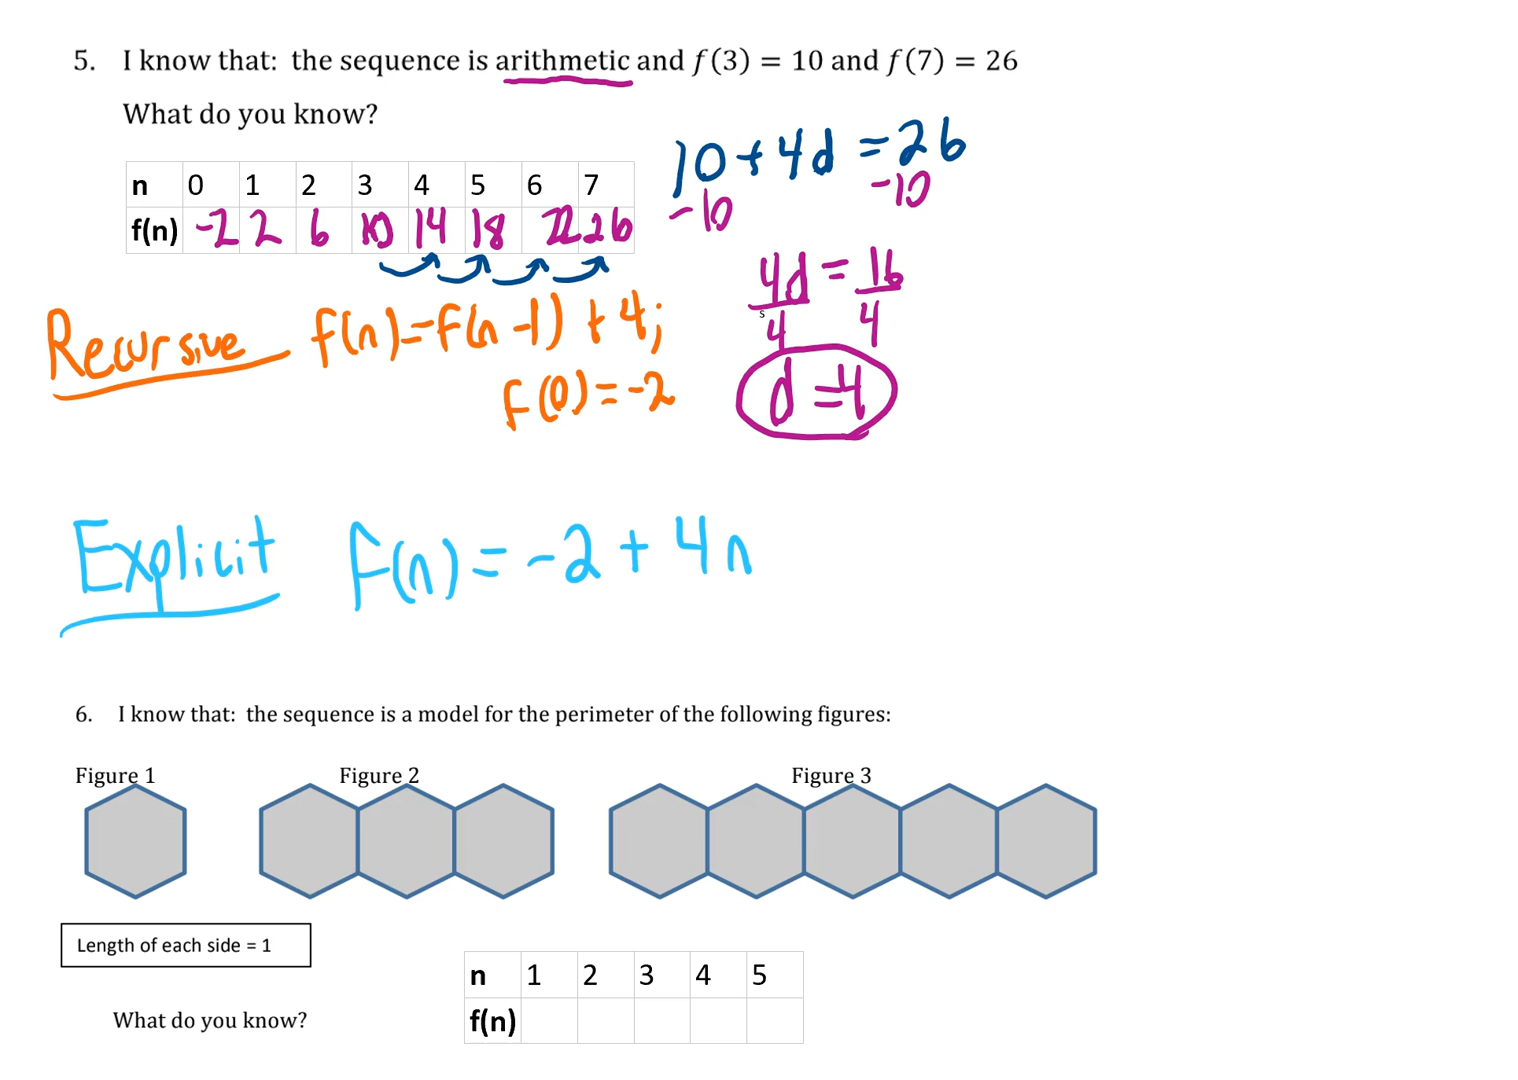 5. I know that: the sequence is arithmetic and f(3) = 10 and f(7) = 26
What do you know?
n 0 1 2 3 4 5 6 7
f(n) -2 2 6 10 14 18 22 26
10+4d=26
-10 -10
4d = 16
4 4
d=4
Recursive f(n)=f(n-1)+4;
f(0)=-2
Explicit f(n)=-2+4n
6. I know that: the sequence is a model for the perimeter of the following figures:
Figure 1 Figure 2 Figure 3
Length of each side = 1
n 1 2 3 4 5
What do you know? f(n)